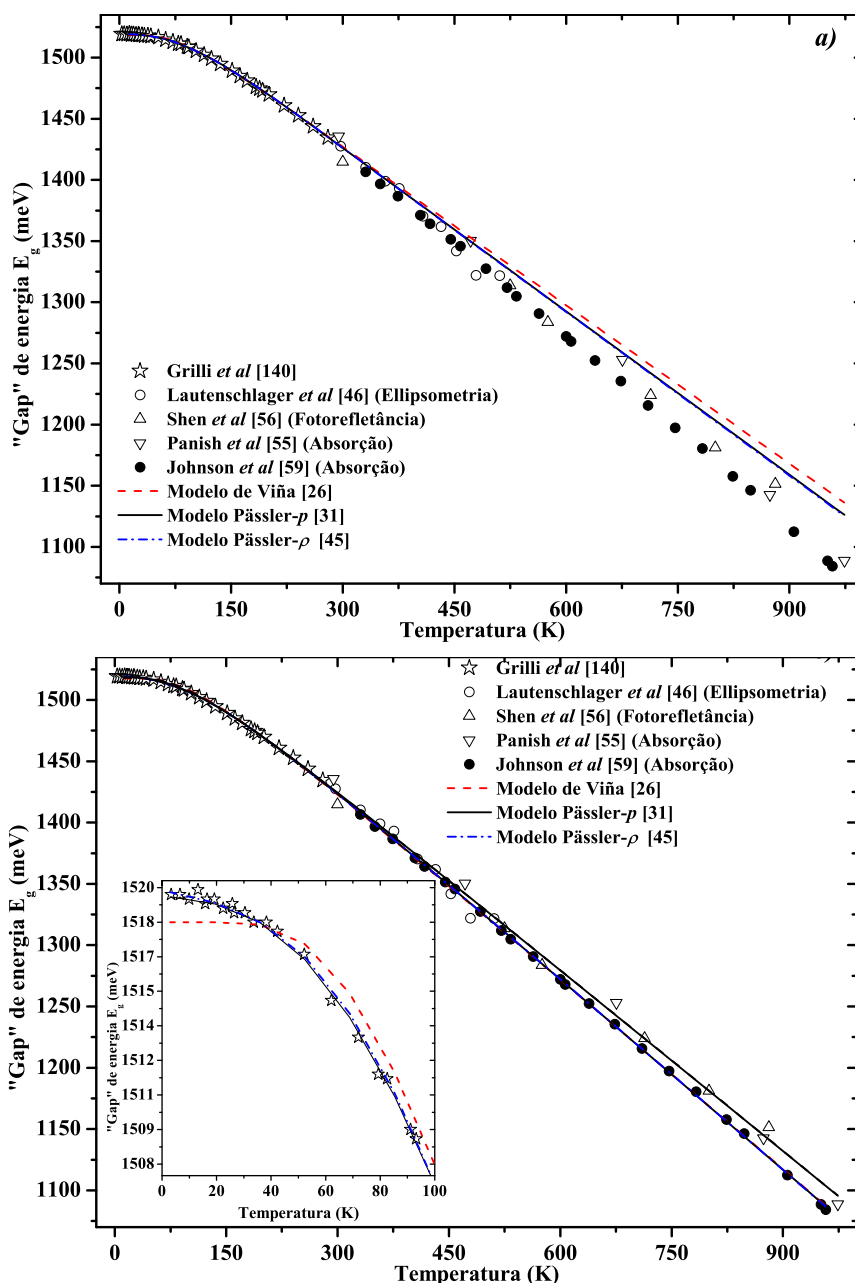 a)
1500
1450
1400
1350
1300
1250
1200
1150
1100
"Gap" de energia E_g (meV)
Grilli et al [140]
Lautenschlager et al [46] (Ellipsometria)
Shen et al [56] (Fotorefletância)
Panish et al [55] (Absorção)
Johnson et al [59] (Absorção)
Modelo de Viña [26]
Modelo Pässler-p [31]
Modelo Pässler-ρ [45]
0 150 300 450 600 750 900
Temperatura (K)
Grilli et al [140]
Lautenschlager et al [46] (Ellipsometria)
Shen et al [56] (Fotorefletância)
Panish et al [55] (Absorção)
Johnson et al [59] (Absorção)
Modelo de Viña [26]
Modelo Pässler-p [31]
Modelo Pässler-ρ [45]
1500
1450
1400
1350
1300
1250
1200
1150
1100
"Gap" de energia E_g (meV)
1520
1518
1517
1515
1514
1512
1511
1509
1508
"Gap" de energia E_g (meV)
0 20 40 60 80 100
Temperatura (K)
0 150 300 450 600 750 900
Temperatura (K)